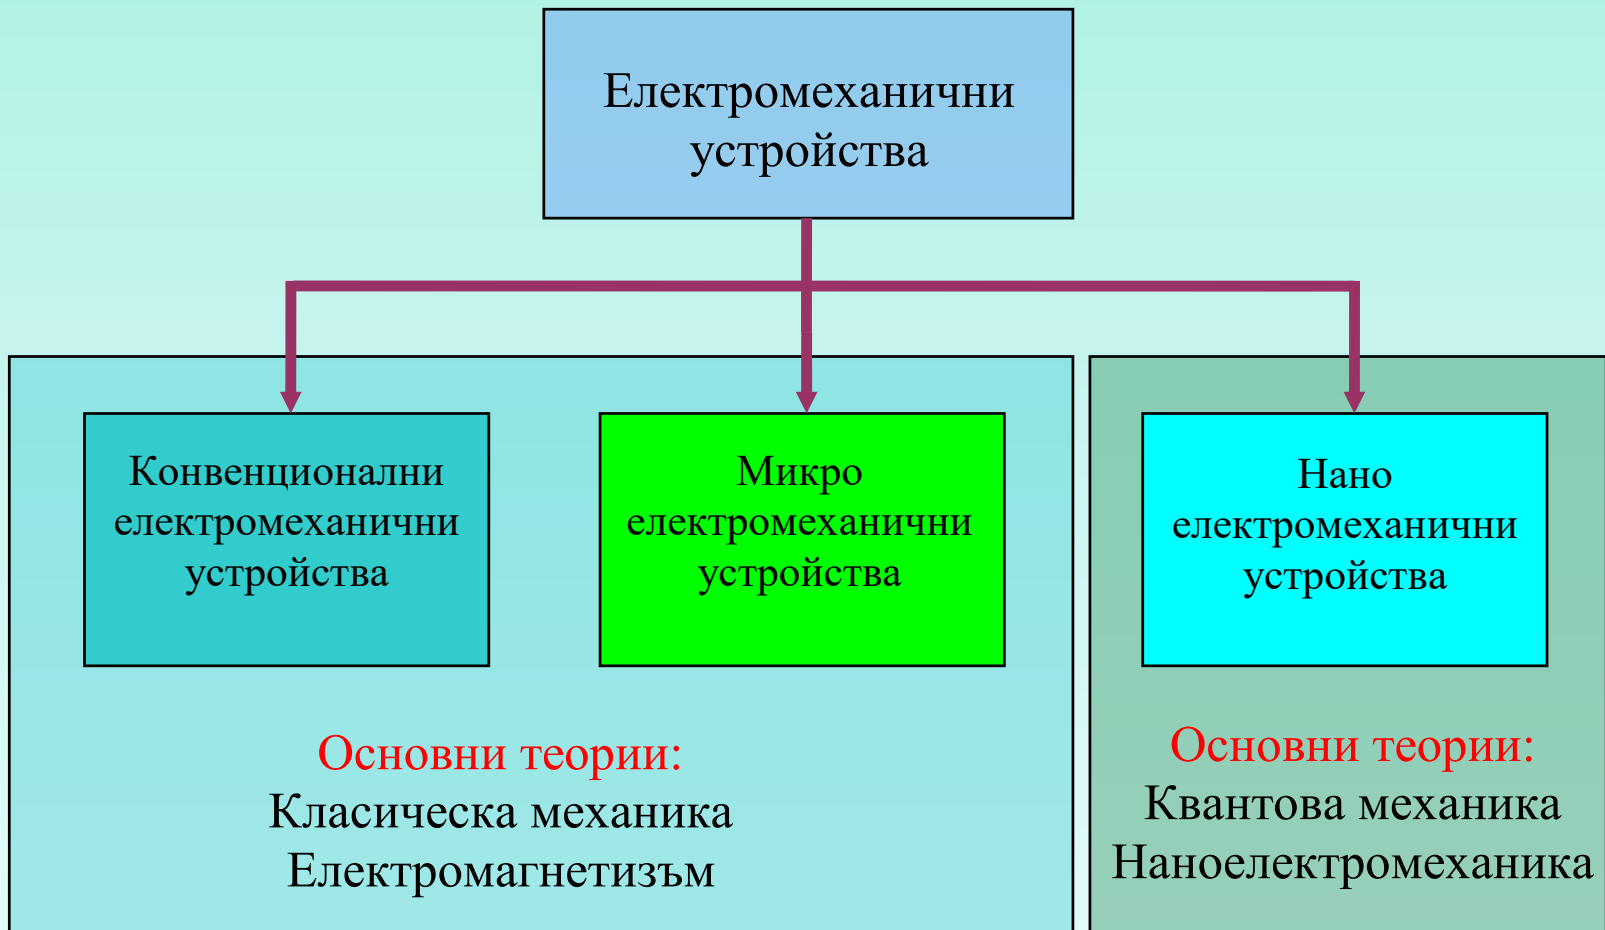 Електромеханични
устройства
Конвенционални
електромеханични
устройства
Микро
електромеханични
устройства
Нано
електромеханични
устройства
Основни теории:
Класическа механика
Електромагнетизъм
Основни теории:
Квантова механика
Наноелектромеханика